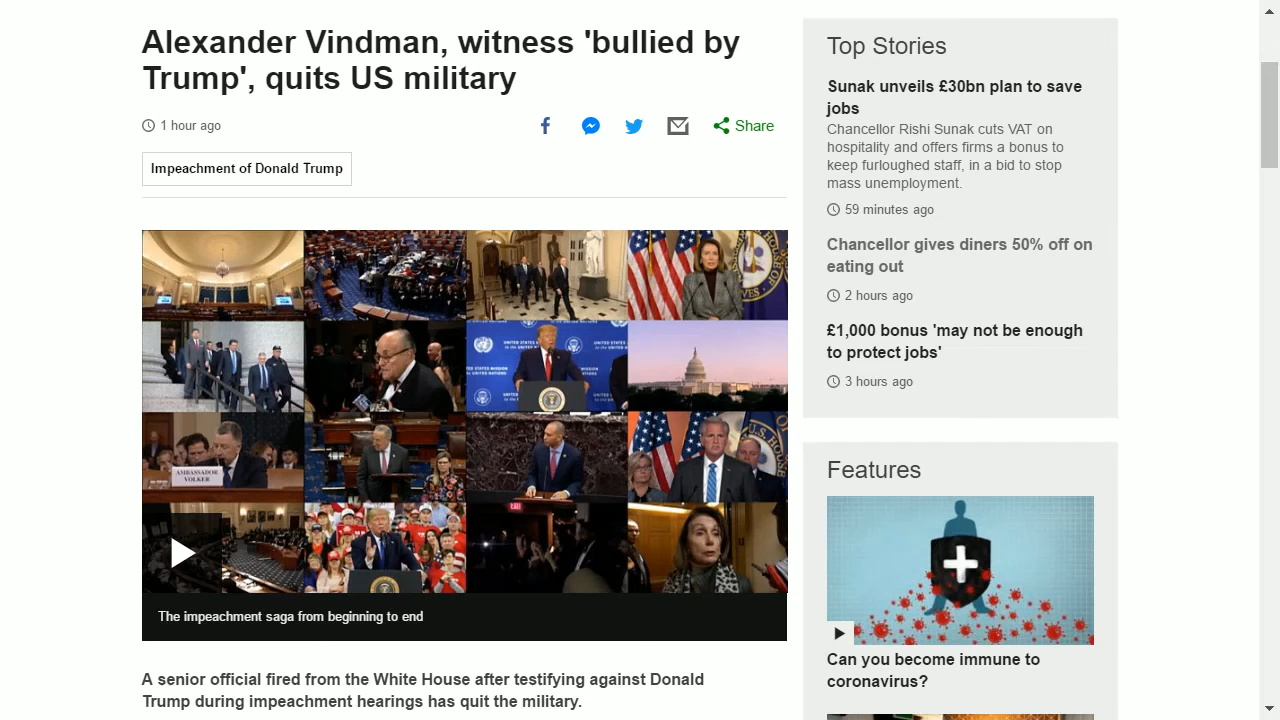 Alexander Vindman, witness 'bullied by
Trump', quits US military
1 hour ago
Share
Impeachment of Donald Trump
AMBASSADOR
VOLKER
The impeachment saga from beginning to end
A senior official fired from the White House after testifying against Donald
Trump during impeachment hearings has quit the military.
Top Stories
Sunak unveils £30bn plan to save
jobs
Chancellor Rishi Sunak cuts VAT on
hospitality and offers firms a bonus to
keep furloughed staff, in a bid to stop
mass unemployment.
59 minutes ago
Chancellor gives diners 50% off on
eating out
2 hours ago
£1,000 bonus 'may not be enough
to protect jobs'
3 hours ago
Features
Can you become immune to
coronavirus?